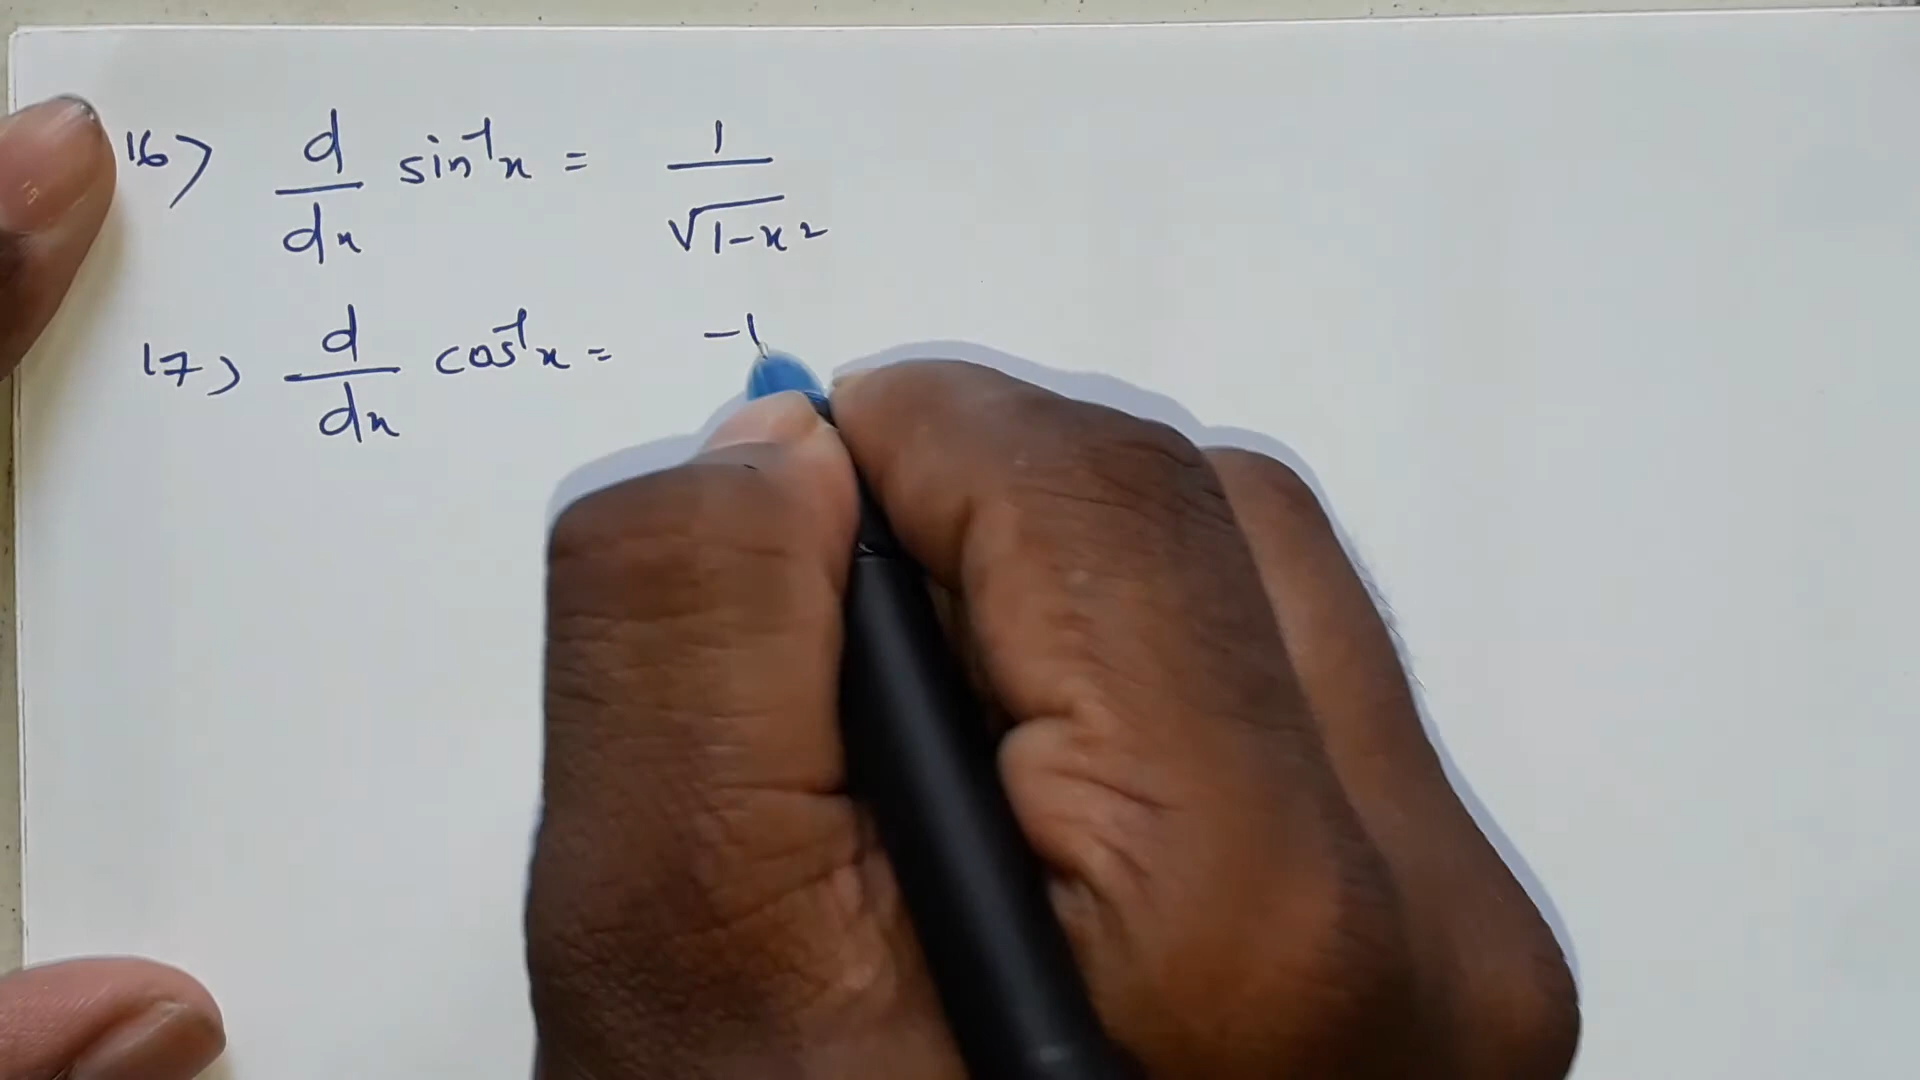 16) d/dx sin⁻¹x = 1/√1-x²
17) d/dx cos⁻¹x = -1